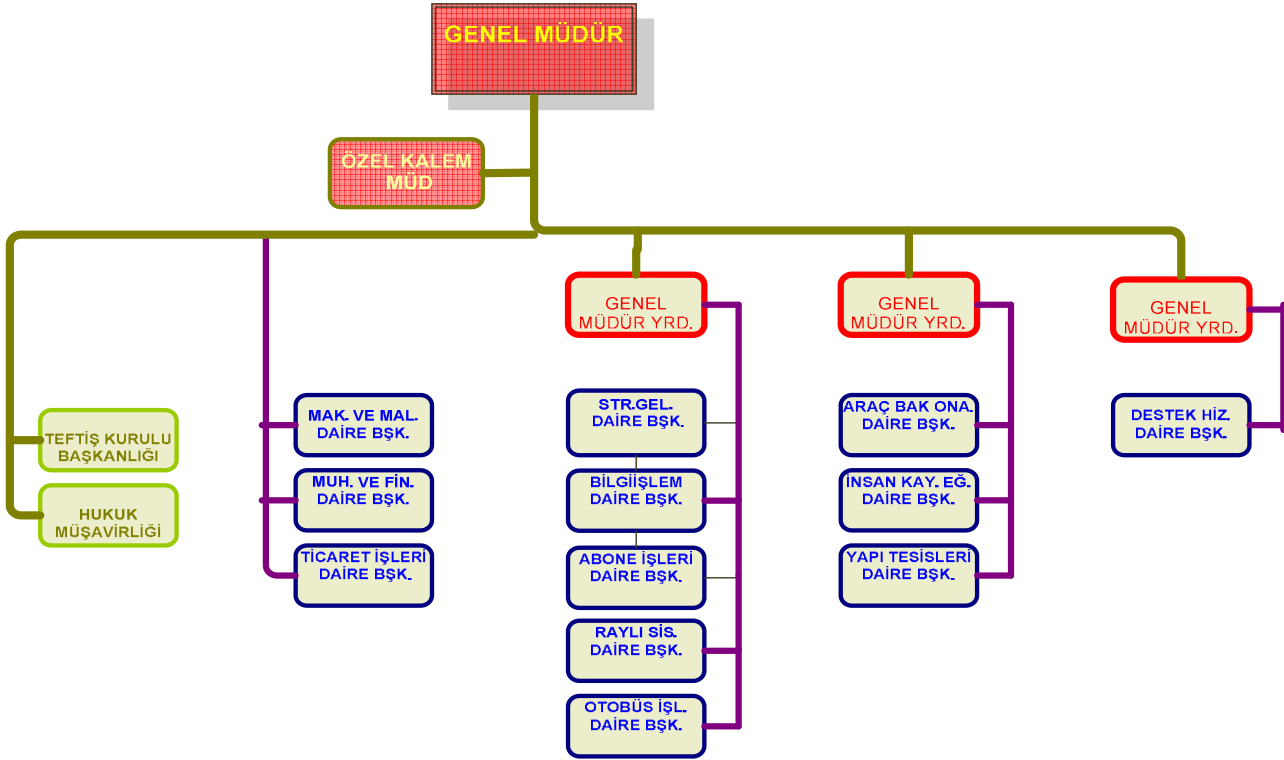 GENEL MÜDÜR
ÖZEL KALEM
MÜD
GENEL
MÜDÜR YRD.
GENEL
MÜDÜR YRD.
GENEL
MÜDÜR YRD.
TEFTİŞ KURULU
BAŞKANLIĞI
HUKUK
MÜŞAVİRLİĞİ
MAK. VE MAL.
DAİRE BŞK.
MUH. VE FİN.
DAİRE BŞK.
TİCARET İŞLERİ
DAİRE BŞK.
STR.GEL.
DAİRE BŞK.
BİLGİİŞLEM
DAİRE BŞK.
ABONE İŞLERİ
DAİRE BŞK.
RAYLI SİS.
DAİRE BŞK.
OTOBÜS İŞL.
DAİRE BŞK.
ARAÇ BAK ONA.
DAİRE BŞK.
İNSAN KAY. EĞ.
DAİRE BŞK.
YAPI TESİSLERİ
DAİRE BŞK.
DESTEK HİZ.
DAİRE BŞK.